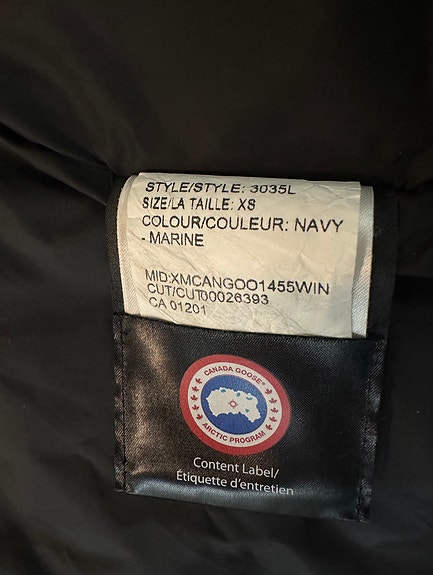 STYLE/STYLE: 3035L
SIZE/LA TAILLE: XS
COLOUR/COULEUR: NAVY
- MARINE
MID:XMCANGOO1455WIN
CUT/CUT00026393
CA 01201
CANADA GOOSE®
ARCTIC PROGRAM
Content Label/
Étiquette d'entretien